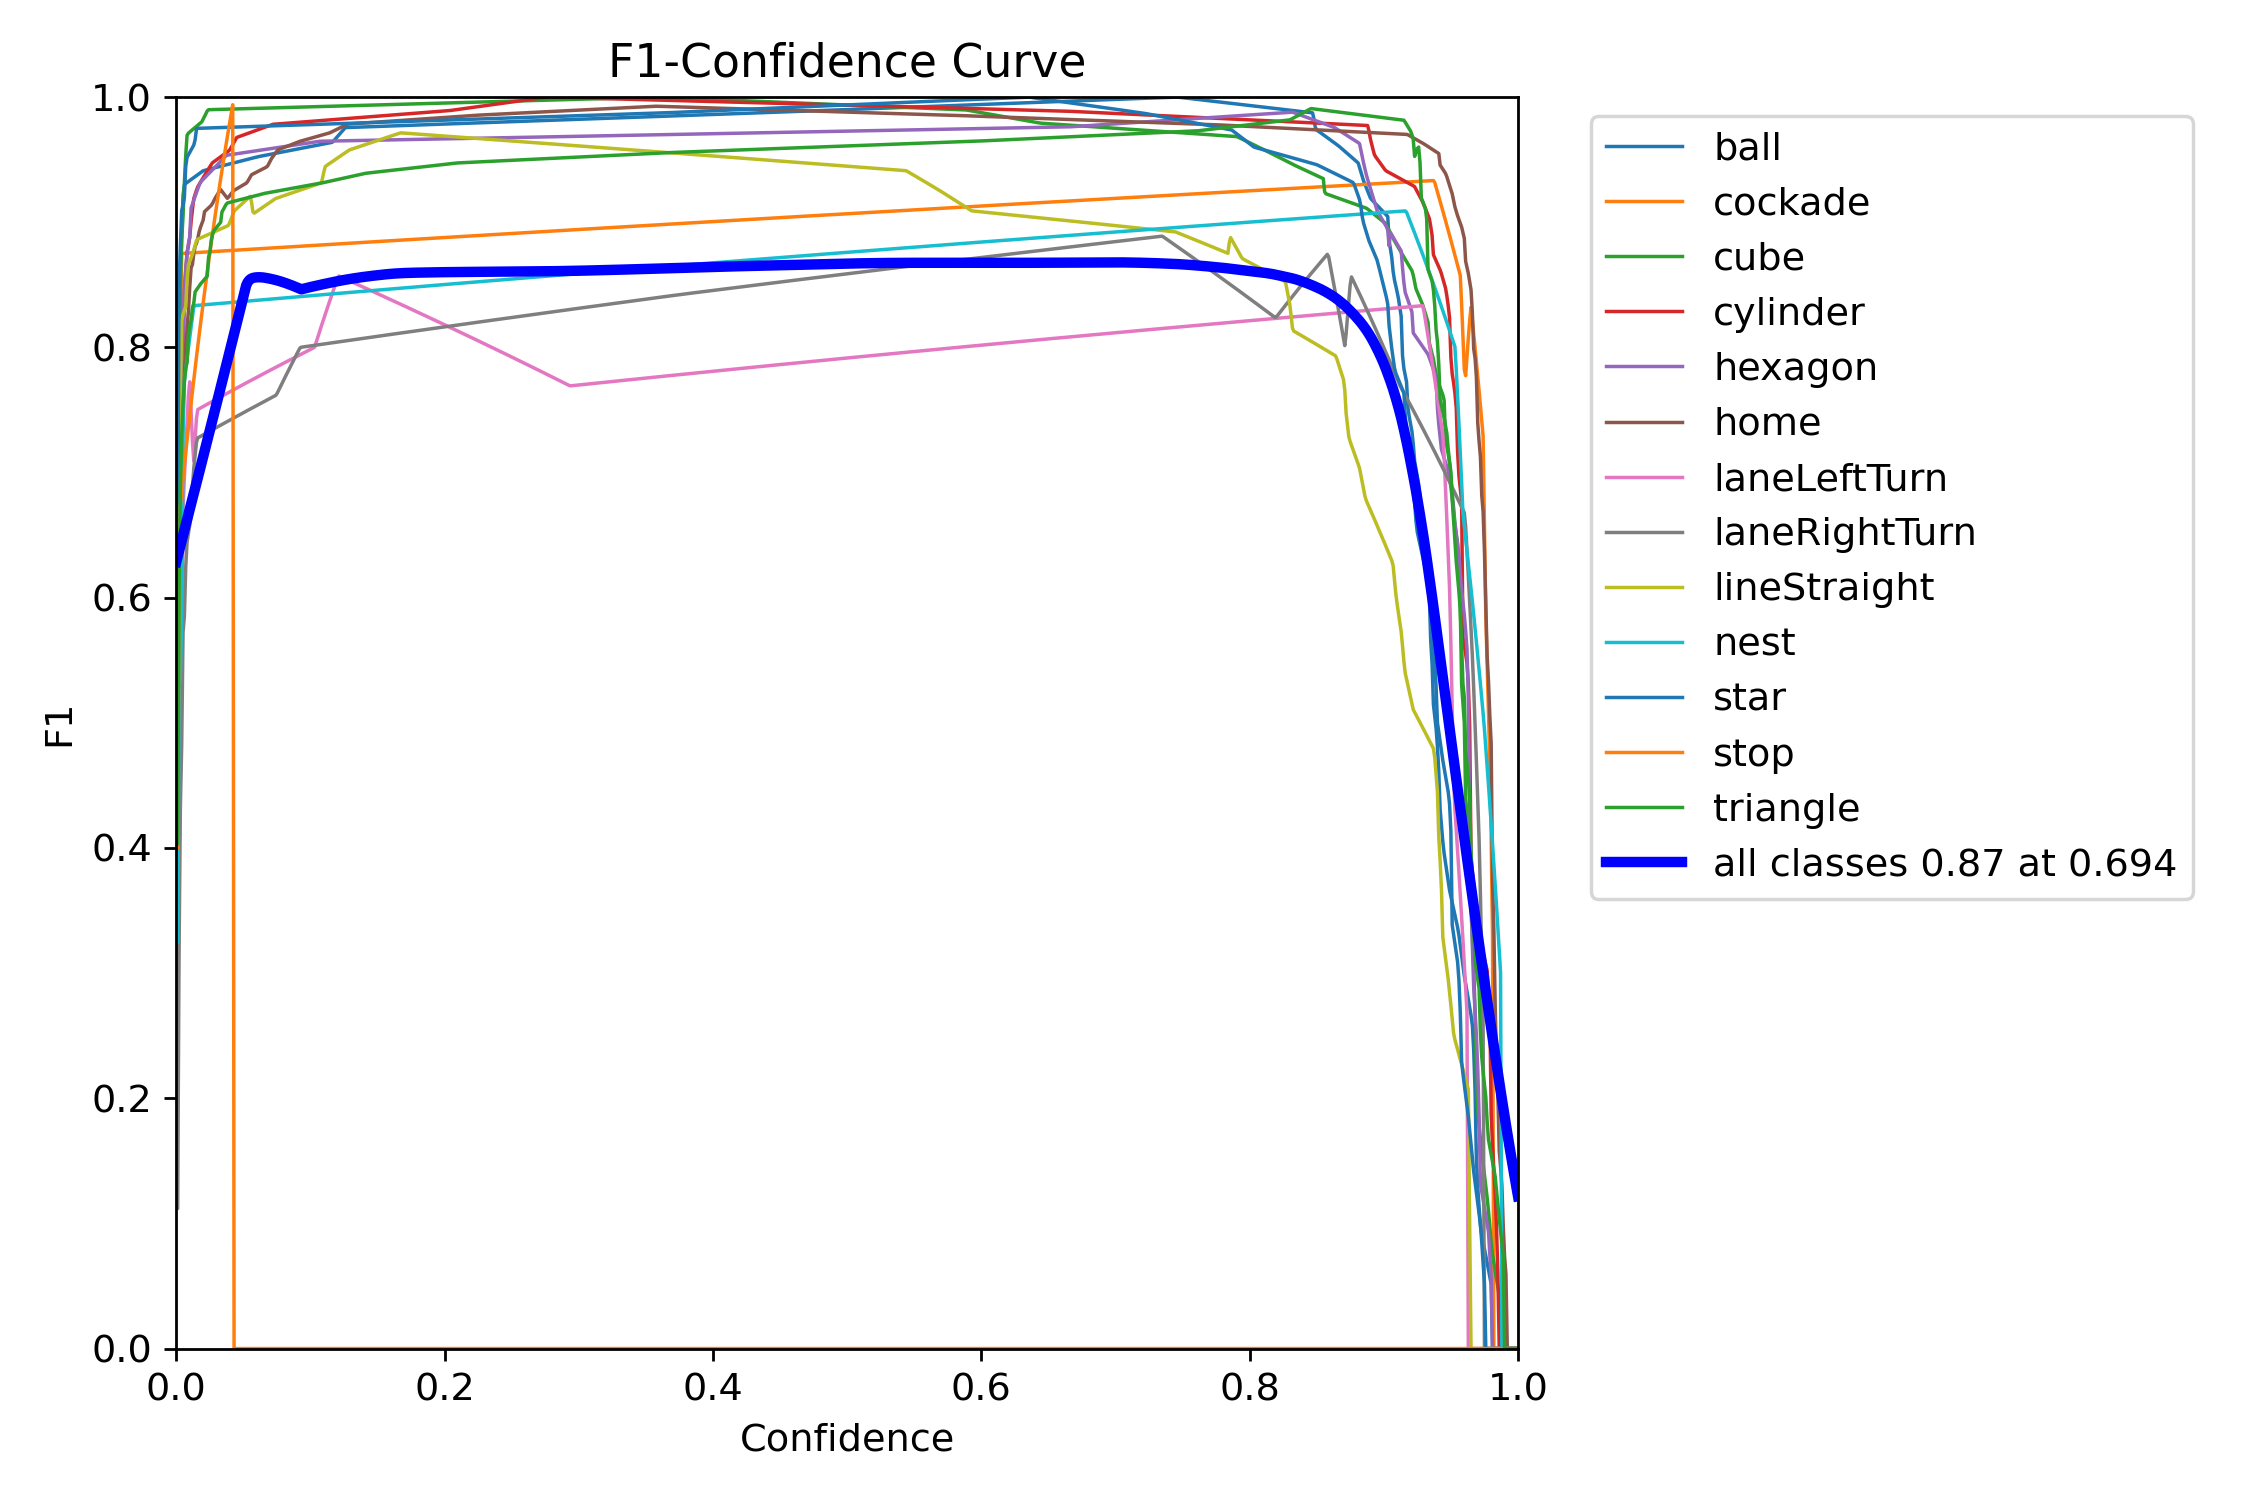 F1-Confidence Curve
1.0
0.8
0.6
0.4
0.2
0.0
F1
0.0 0.2 0.4 0.6 0.8 1.0
Confidence
ball
cockade
cube
cylinder
hexagon
home
laneLeftTurn
laneRightTurn
lineStraight
nest
star
stop
triangle
all classes 0.87 at 0.694